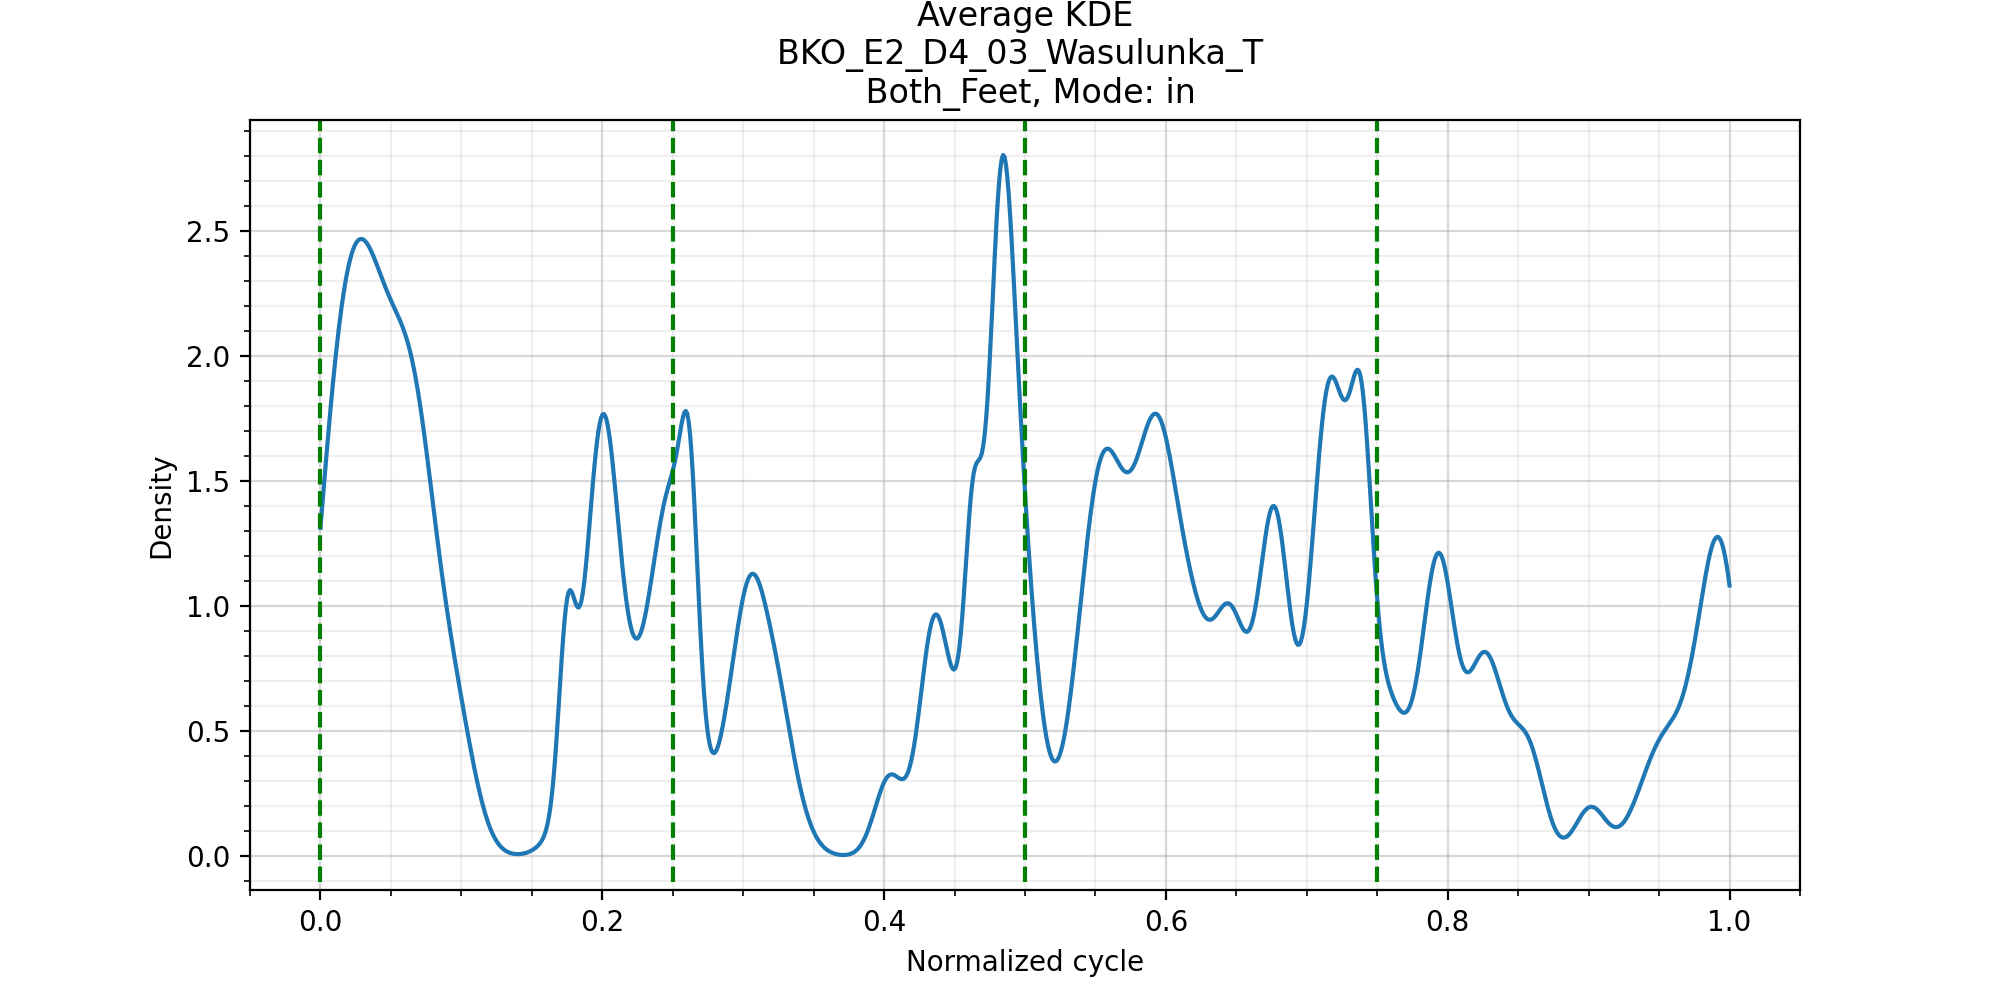 Average KDE
BKO_E2_D4_03_Wasulunka_T
Both_Feet, Mode: in
Density
2.5
2.0
1.5
1.0
0.5
0.0
0.0 0.2 0.4 0.6 0.8 1.0
Normalized cycle